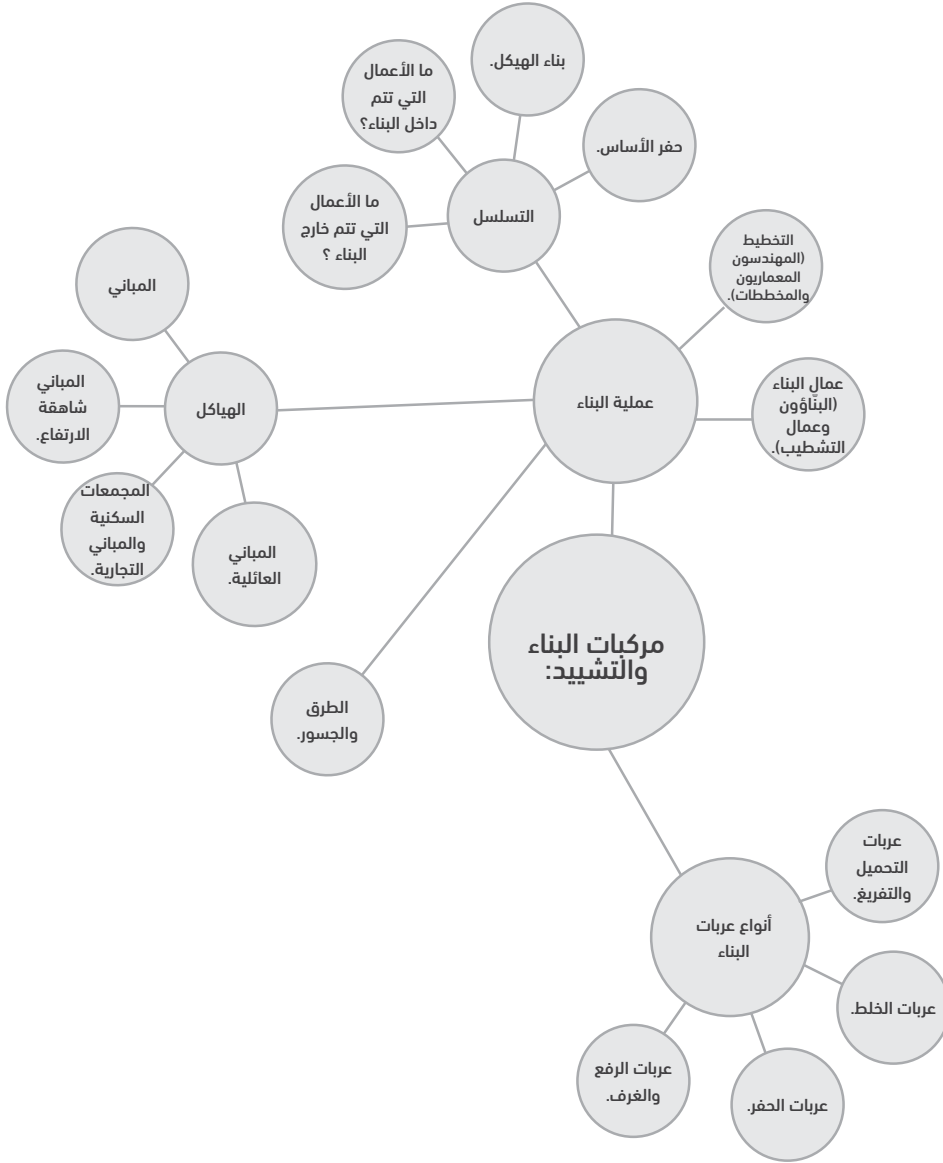 بناء الهيكل.
ما الأعمال
التي تتم
داخل البناء؟
حفر الأساس.
التسلسل
ما الأعمال
التي تتم خارج
البناء ؟
التخطيط
(المهندسون
المعماريون
والمخططات).
المباني
عملية البناء
عمال البناء
(البنّاؤون
وعمال
التشطيب).
الهياكل
المباني
شاهقة
الارتفاع.
المجمعات
السكنية
والمباني
التجارية.
المباني
العائلية.
مركبات البناء
والتشييد:
الطرق
والجسور.
عربات
التحميل
والتفريغ.
أنواع عربات
البناء
عربات الخلط.
عربات الرفع
والغرف.
عربات الحفر.